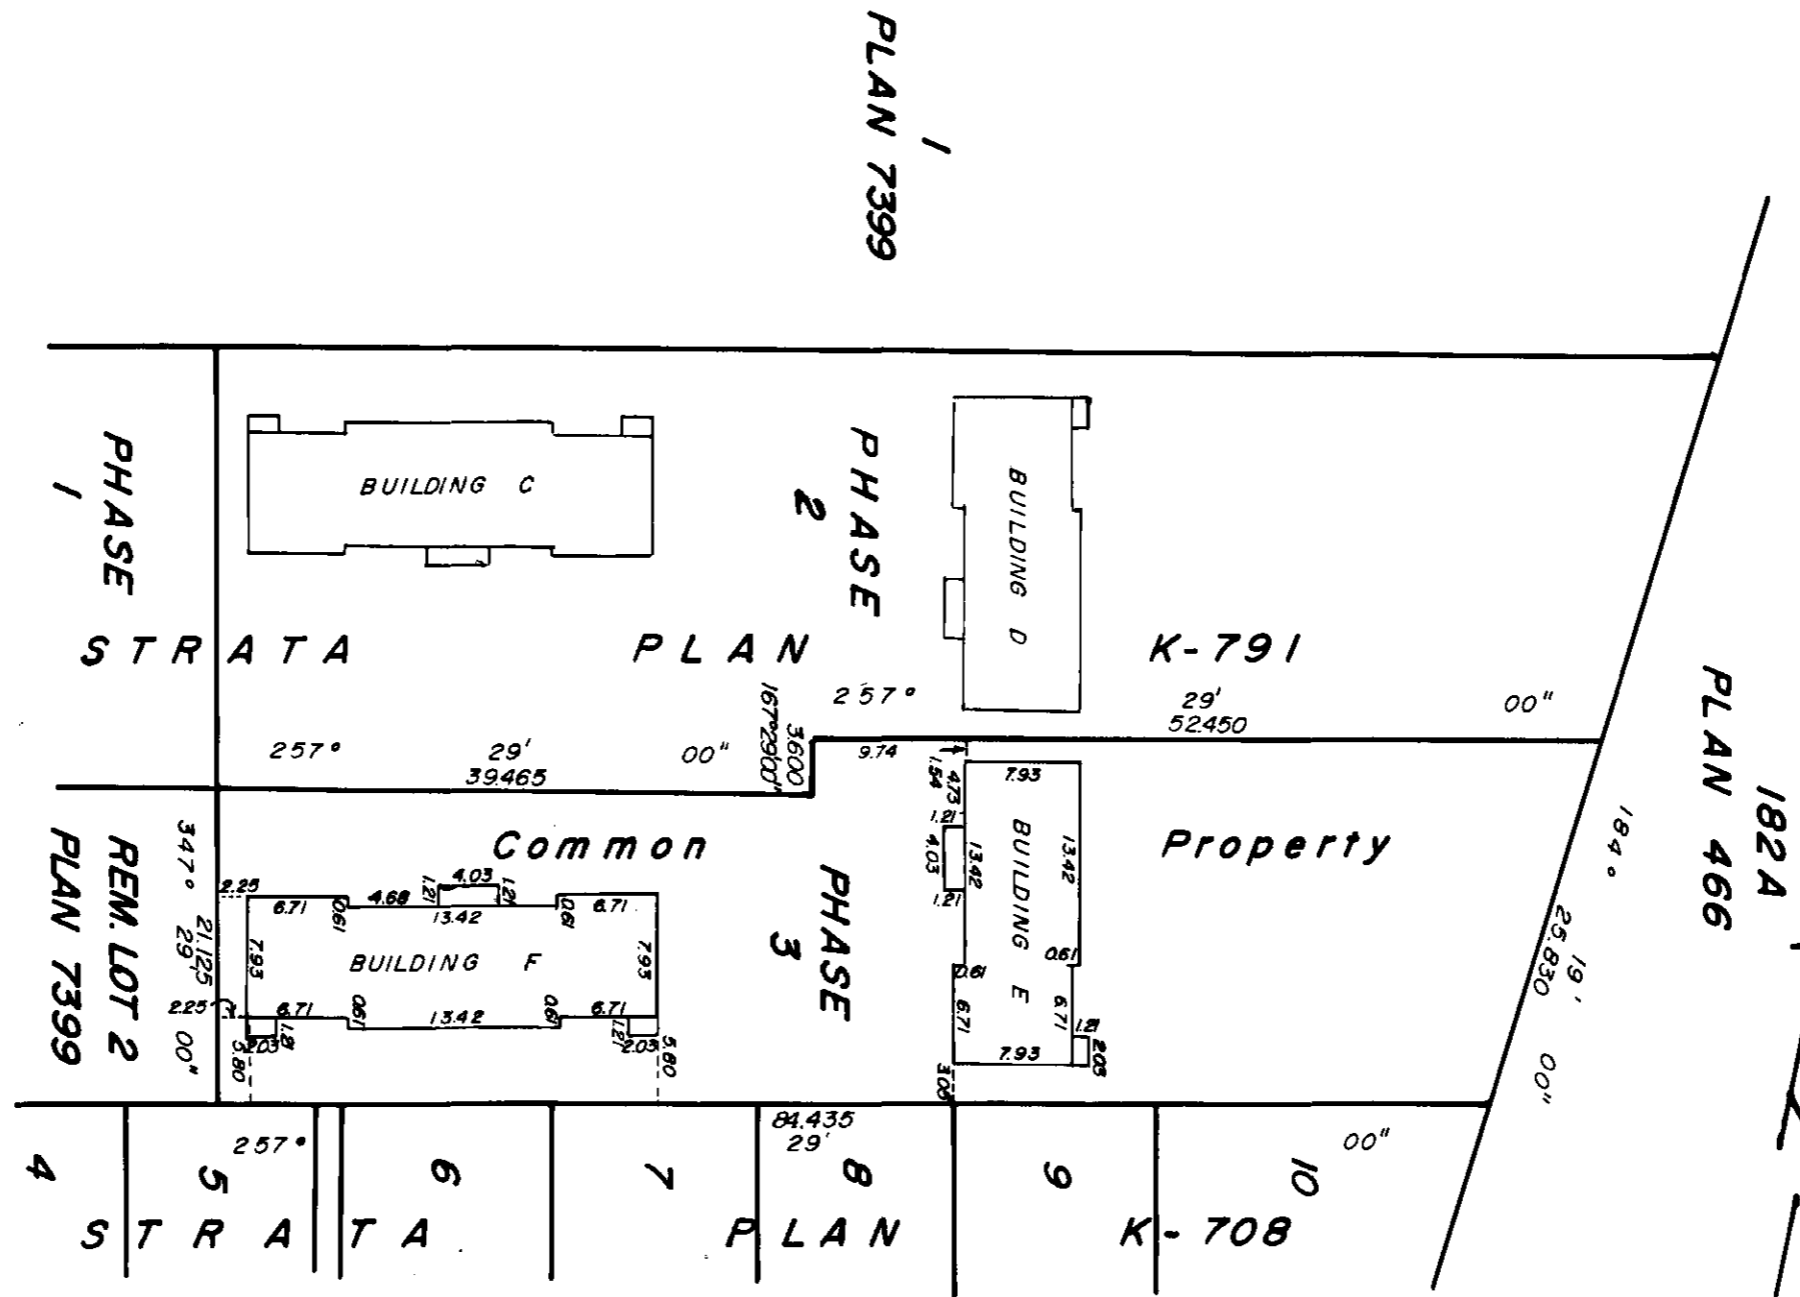 1
PLAN 7399
PHASE
1
BUILDING C
PHASE
2
BUILDING D
STRATA PLAN K-791
257° 29' 00"
52.450
167°29'00"
3.600
257° 29' 00"
39.465
9.74
1.54
4.73
7.93
1.21
4.03
1.21
13.42
BUILDING E
13.42
0.61
0.61
6.71
6.71
7.93
1.21
2.03
3.05
Common Property
PHASE
3
REM. LOT 2
PLAN 7399
347° 29' 00"
21.125
2.25
6.71
0.61
4.68
1.21
4.03
1.21
13.42
0.61
6.71
7.93
BUILDING F
7.93
2.25
6.71
0.61
13.42
0.61
6.71
2.03
1.21
1.21
2.03
5.80
5.80
182A
PLAN 466
184° 19' 00"
25.830
84.435
257° 29' 00"
4
5
6
7
8
9
10
STRATA PLAN K-708